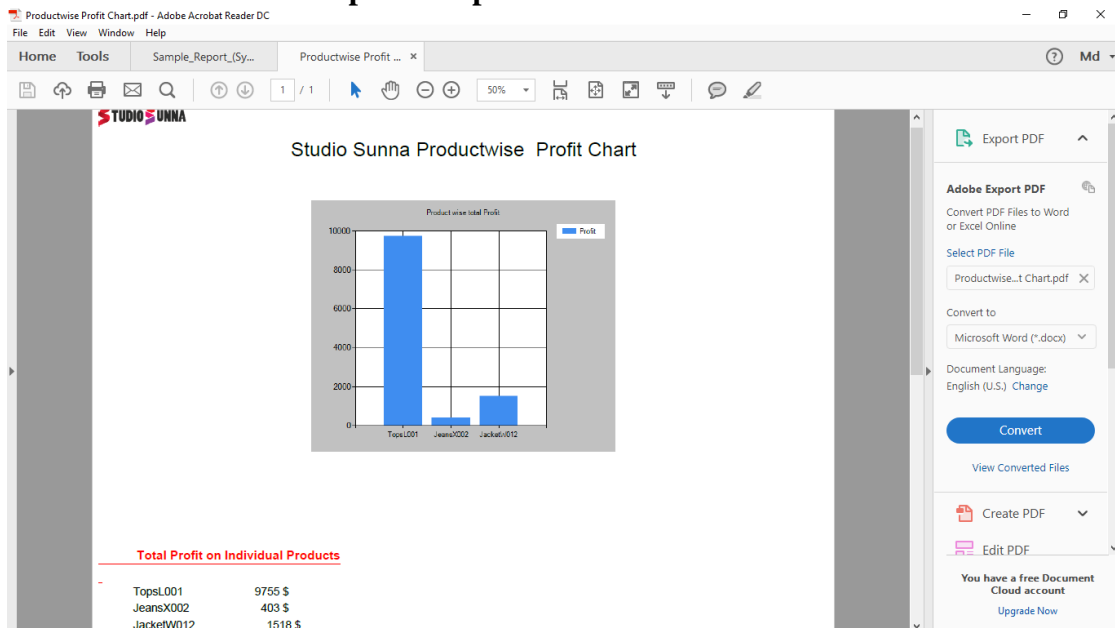 Productwise Profit Chart.pdf - Adobe Acrobat Reader DC
File Edit View Window Help
Home Tools Sample_Report_(Sy... Productwise Profit ... × Md
1 / 1 50%
STUDIO SUNNA
Studio Sunna Productwise Profit Chart
Product wise total Profit
Profit
10000
8000
6000
4000
2000
0
TopsL001 JeansX002 JacketW012
Total Profit on Individual Products
TopsL001 9755 $
JeansX002 403 $
JacketW012 1518 $
Export PDF
Adobe Export PDF
Convert PDF Files to Word
or Excel Online
Select PDF File
Productwise...t Chart.pdf
Convert to
Microsoft Word (*.docx)
Document Language:
English (U.S.) Change
Convert
View Converted Files
Create PDF
Edit PDF
You have a free Document
Cloud account
Upgrade Now